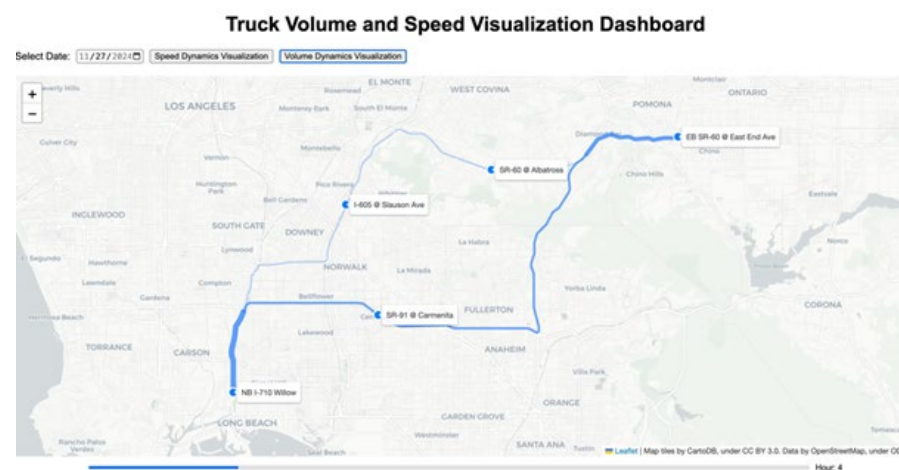 Truck Volume and Speed Visualization Dashboard
Select Date: 11/27/2024 Speed Dynamics Visualization Volume Dynamics Visualization
+
−
EL MONTE
Montclair
Rosemead
WEST COVINA
ONTARIO
LOS ANGELES
Monterey Park South El Monte
POMONA
Culver City
Diamond Bar
EB SR-60 @ East End Ave
Montebello
Chino
Vernon
SR-60 @ Albatross
Chino Hills
Huntington Park
Pico Rivera
Whittier
Eastvale
Bell Gardens
I-605 @ Slauson Ave
INGLEWOOD
SOUTH GATE
DOWNEY
Norco
Lynwood
La Habra
Segundo
Hawthorne
NORWALK
La Mirada
Lawndale
Compton
Yorba Linda
Gardena
Bellflower
CORONA
Hermosa Beach
SR-91 @ Carmenita
FULLERTON
Lakewood
TORRANCE
CARSON
ANAHEIM
Villa Park
NB I-710 Willow
ORANGE
LONG BEACH
GARDEN GROVE
Rancho Palos Verdes
Westminster
SANTA ANA
Tustin
Seal Beach
Leaflet | Map tiles by CartoDB, under CC BY 3.0. Data by OpenStreetMap, under
Hour: 4